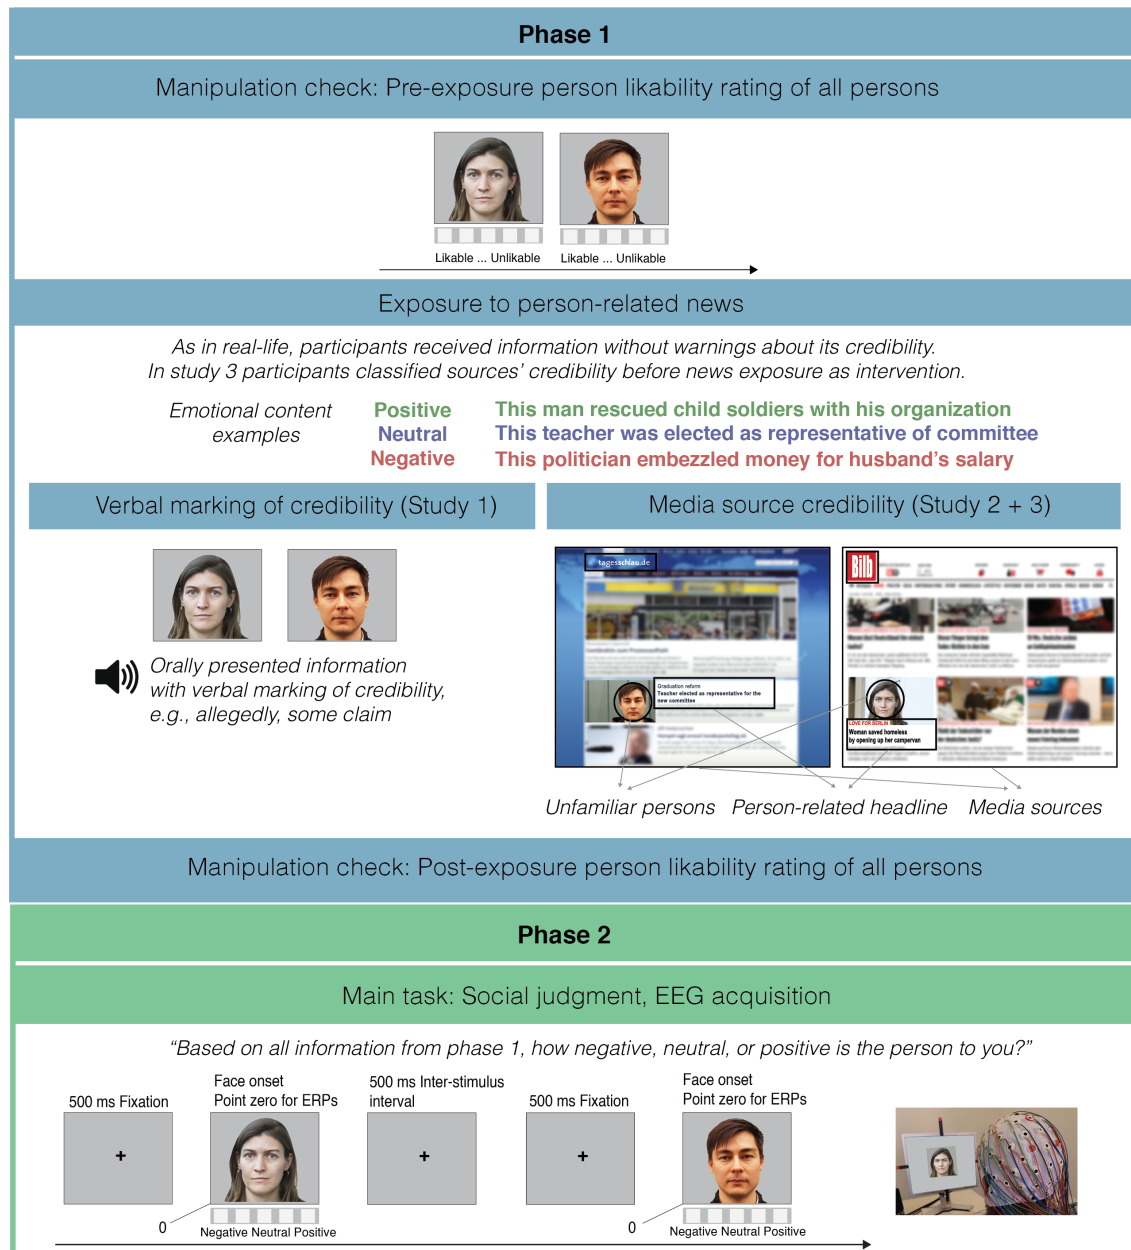 Phase 1
Manipulation check: Pre-exposure person likability rating of all persons
Likable ... Unlikable
Likable ... Unlikable
Exposure to person-related news
As in real-life, participants received information without warnings about its credibility.
In study 3 participants classified sources' credibility before news exposure as intervention.
Emotional content
examples
Positive
This man rescued child soldiers with his organization
Neutral
This teacher was elected as representative of committee
Negative
This politician embezzled money for husband's salary
Verbal marking of credibility (Study 1)
Orally presented information
with verbal marking of credibility,
e.g., allegedly, some claim
Media source credibility (Study 2 + 3)
tagesschlau.de
Graduation reform
Teacher elected as representative for the
new committee
Bilb
LOVE FOR BERLIN
Woman saved homeless
by opening up her campervan
Unfamiliar persons
Person-related headline
Media sources
Manipulation check: Post-exposure person likability rating of all persons
Phase 2
Main task: Social judgment, EEG acquisition
“Based on all information from phase 1, how negative, neutral, or positive is the person to you?”
500 ms Fixation
+
Face onset
Point zero for ERPs
0
Negative Neutral Positive
500 ms Inter-stimulus
interval
+
500 ms Fixation
+
Face onset
Point zero for ERPs
0
Negative Neutral Positive